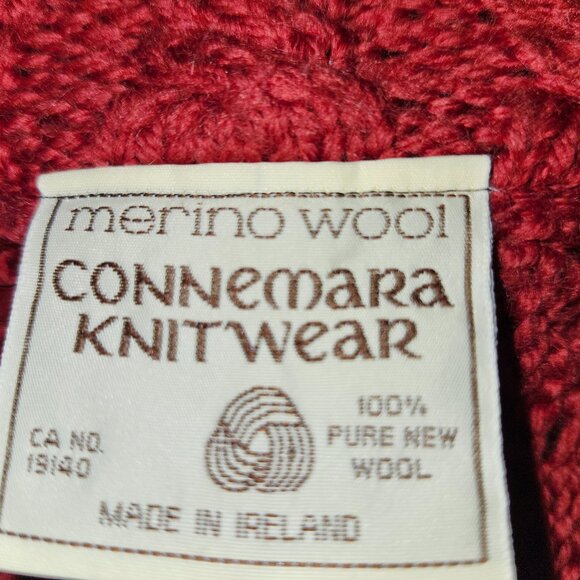 merino wool
CONNEMARA
KNITWEAR
CA NO.
19140
100%
PURE NEW
WOOL
MADE IN IRELAND